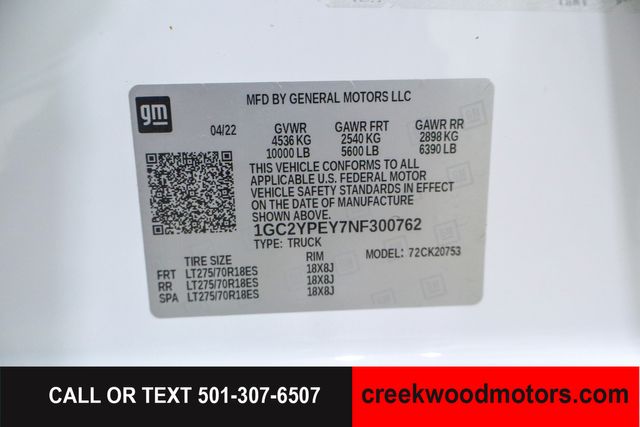 MFD BY GENERAL MOTORS LLC
gm
04/22 GVWR GAWR FRT GAWR RR
4536 KG 2540 KG 2898 KG
10000 LB 5600 LB 6390 LB
THIS VEHICLE CONFORMS TO ALL
APPLICABLE U.S. FEDERAL MOTOR
VEHICLE SAFETY STANDARDS IN EFFECT
ON THE DATE OF MANUFACTURE
SHOWN ABOVE.
1GC2YPEY7NF300762
TYPE: TRUCK MODEL: 72CK20753
TIRE SIZE RIM
FRT LT275/70R18ES 18X8J
RR LT275/70R18ES 18X8J
SPA LT275/70R18ES 18X8J
CALL OR TEXT 501-307-6507 creekwoodmotors.com